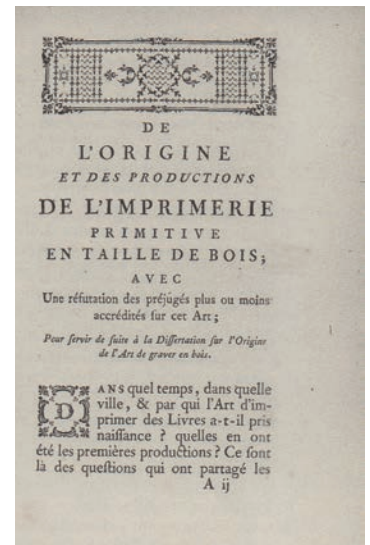 DE
L'ORIGINE
ET DES PRODUCTIONS
DE L'IMPRIMERIE
PRIMITIVE
EN TAILLE DE BOIS;
AVEC
Une réfutation des préjugés plus ou moins
accrédités ſur cet Art;
Pour ſervir de ſuite à la Diſſertation ſur l'Origine
de l'Art de graver en bois.
DANS quel temps, dans quelle
ville, & par qui l'Art d'im-
primer des Livres a-t-il pris
naiſſance ? quelles en ont
été les premières productions ? Ce ſont
là des queſtions qui ont partagé les
A ij